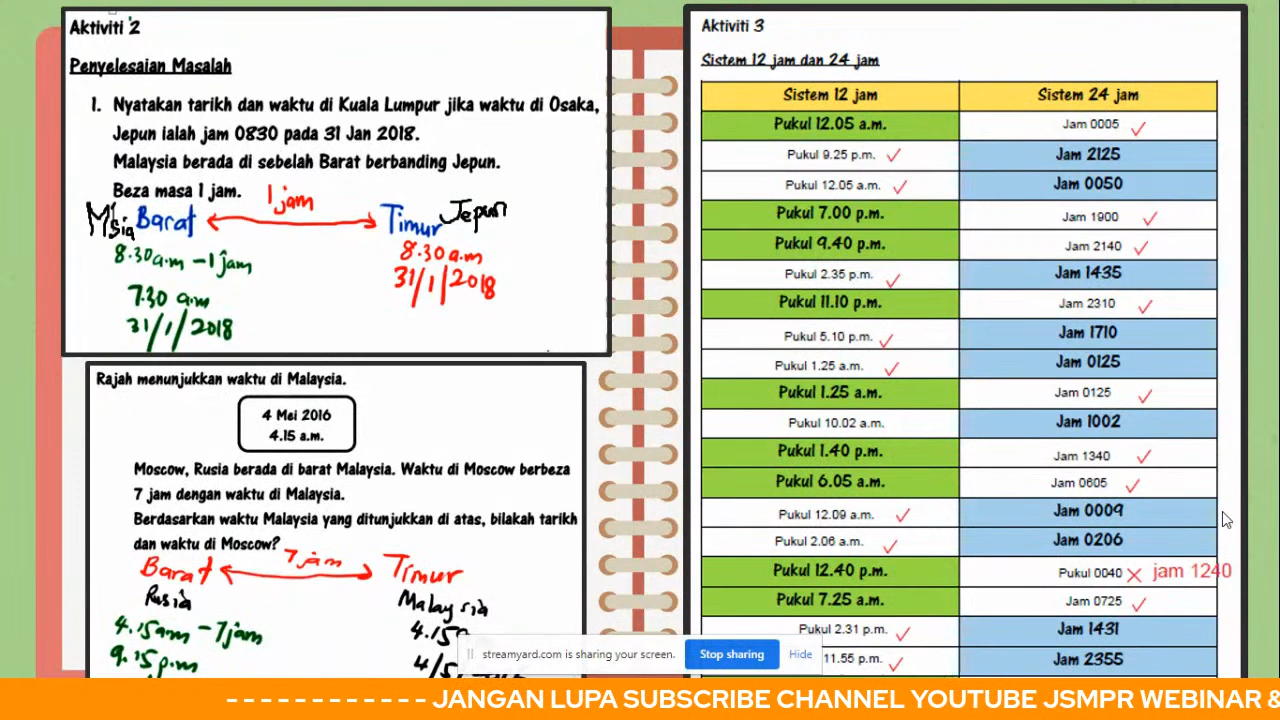 Aktiviti 2
Penyelesaian Masalah
1. Nyatakan tarikh dan waktu di Kuala Lumpur jika waktu di Osaka,
Jepun ialah jam 0830 pada 31 Jan 2018.
Malaysia berada di sebelah Barat berbanding Jepun.
Beza masa 1 jam.
1 jam
M'sia Barat Timur Jepun
8.30 a.m - 1 jam 8.30 a.m
7.30 a.m 31/1/2018
31/1/2018
Rajah menunjukkan waktu di Malaysia.
4 Mei 2016
4.15 a.m.
Moscow, Rusia berada di barat Malaysia. Waktu di Moscow berbeza
7 jam dengan waktu di Malaysia.
Berdasarkan waktu Malaysia yang ditunjukkan di atas, bilakah tarikh
dan waktu di Moscow?
Barat 7 jam Timur
Rusia Malaysia
4.15am - 7jam 4.15
9.15 p.m
Aktiviti 3
Sistem 12 jam dan 24 jam
Sistem 12 jam Sistem 24 jam
Pukul 12.05 a.m. Jam 0005
Pukul 9.25 p.m. Jam 2125
Pukul 12.05 a.m. Jam 0050
Pukul 7.00 p.m. Jam 1900
Pukul 9.40 p.m. Jam 2140
Pukul 2.35 p.m. Jam 1435
Pukul 11.10 p.m. Jam 2310
Pukul 5.10 p.m. Jam 1710
Pukul 1.25 a.m. Jam 0125
Pukul 1.25 a.m. Jam 0125
Pukul 10.02 a.m. Jam 1002
Pukul 1.40 p.m. Jam 1340
Pukul 6.05 a.m. Jam 0605
Pukul 12.09 a.m. Jam 0009
Pukul 2.06 a.m. Jam 0206
Pukul 12.40 p.m. Pukul 0040 jam 1240
Pukul 7.25 a.m. Jam 0725
Pukul 2.31 p.m. Jam 1431
11.55 p.m. Jam 2355
streamyard.com is sharing your screen. Stop sharing Hide
- - - - - - - - - - - - - JANGAN LUPA SUBSCRIBE CHANNEL YOUTUBE JSMPR WEBINAR &